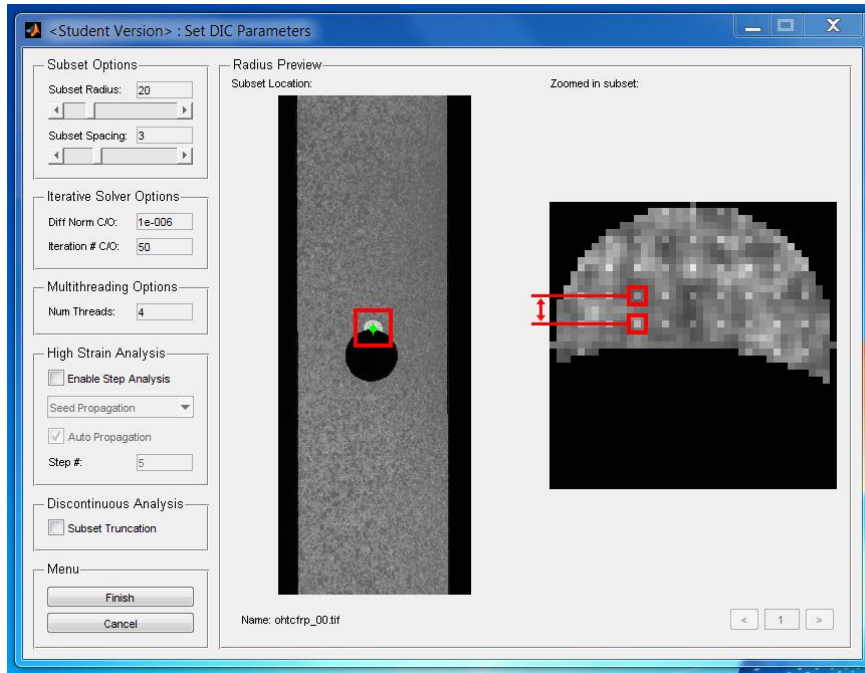 <Student Version> : Set DIC Parameters
Subset Options
Subset Radius: 20
Subset Spacing: 3
Iterative Solver Options
Diff Norm C/O: 1e-006
Iteration # C/O: 50
Multithreading Options
Num Threads: 4
High Strain Analysis
Enable Step Analysis
Seed Propagation
Auto Propagation
Step #: 5
Discontinuous Analysis
Subset Truncation
Menu
Finish
Cancel
Radius Preview
Subset Location:
Zoomed in subset:
Name: ohtcfrp_00.tif
< 1 >